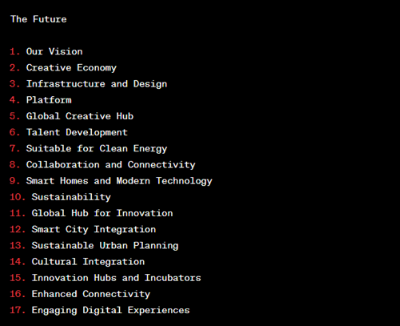 The Future
1. Our Vision
2. Creative Economy
3. Infrastructure and Design
4. Platform
5. Global Creative Hub
6. Talent Development
7. Suitable for Clean Energy
8. Collaboration and Connectivity
9. Smart Homes and Modern Technology
10. Sustainability
11. Global Hub for Innovation
12. Smart City Integration
13. Sustainable Urban Planning
14. Cultural Integration
15. Innovation Hubs and Incubators
16. Enhanced Connectivity
17. Engaging Digital Experiences